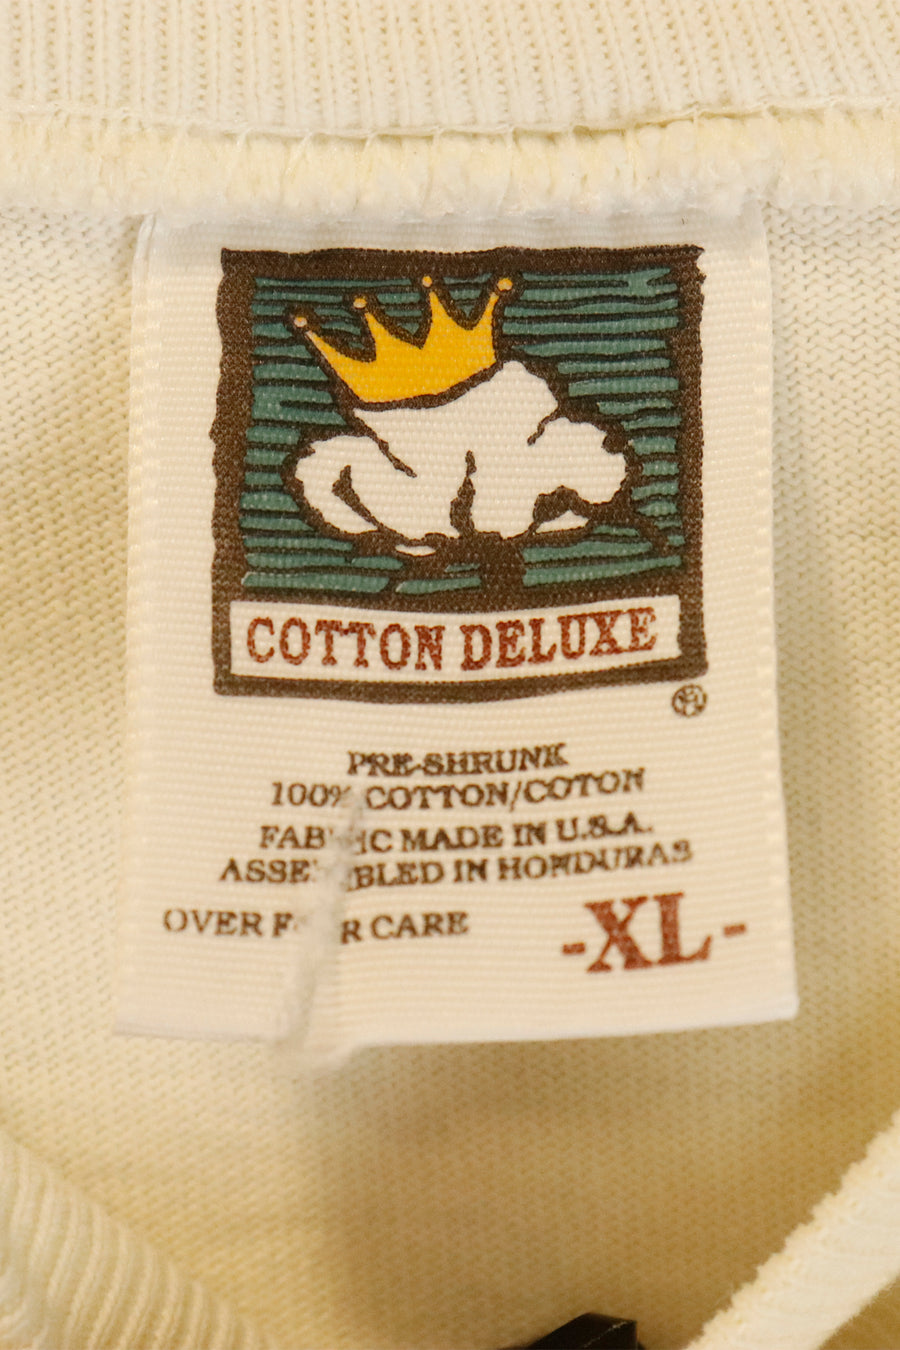 COTTON DELUXE
®
PRE-SHRUNK
100% COTTON/COTON
FABRIC MADE IN U.S.A.
ASSEMBLED IN HONDURAS
OVER FOR CARE
-XL-